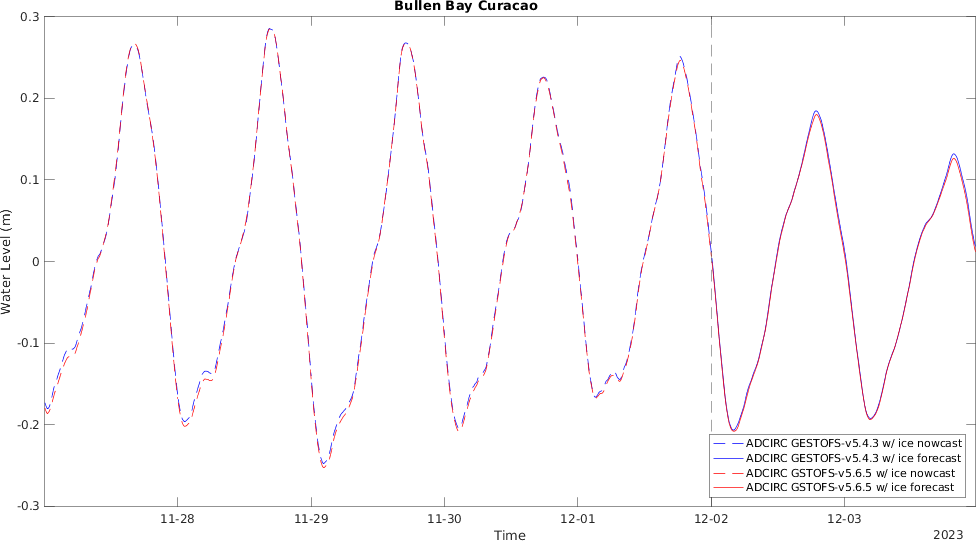 Bullen Bay Curacao
0.3
0.2
0.1
0
-0.1
-0.2
-0.3
Water Level (m)
11-28 11-29 11-30 12-01 12-02 12-03
Time
2023
ADCIRC GESTOFS-v5.4.3 w/ ice nowcast
ADCIRC GESTOFS-v5.4.3 w/ ice forecast
ADCIRC GSTOFS-v5.6.5 w/ ice nowcast
ADCIRC GSTOFS-v5.6.5 w/ ice forecast